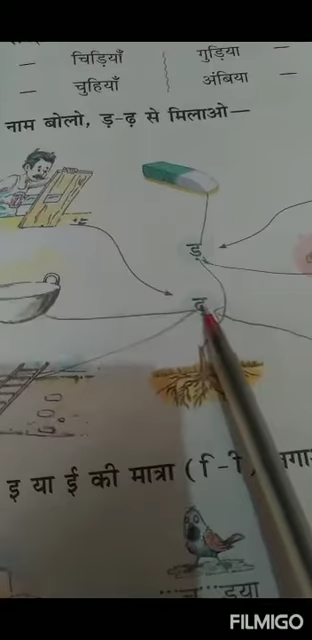 — चिड़ियाँ गुड़िया —
— चुहियाँ अंबिया —
नाम बोलो, ड़-ढ़ से मिलाओ—
ड़
ढ़
इ या ई की मात्रा ( ि - ी )
FILMIGO